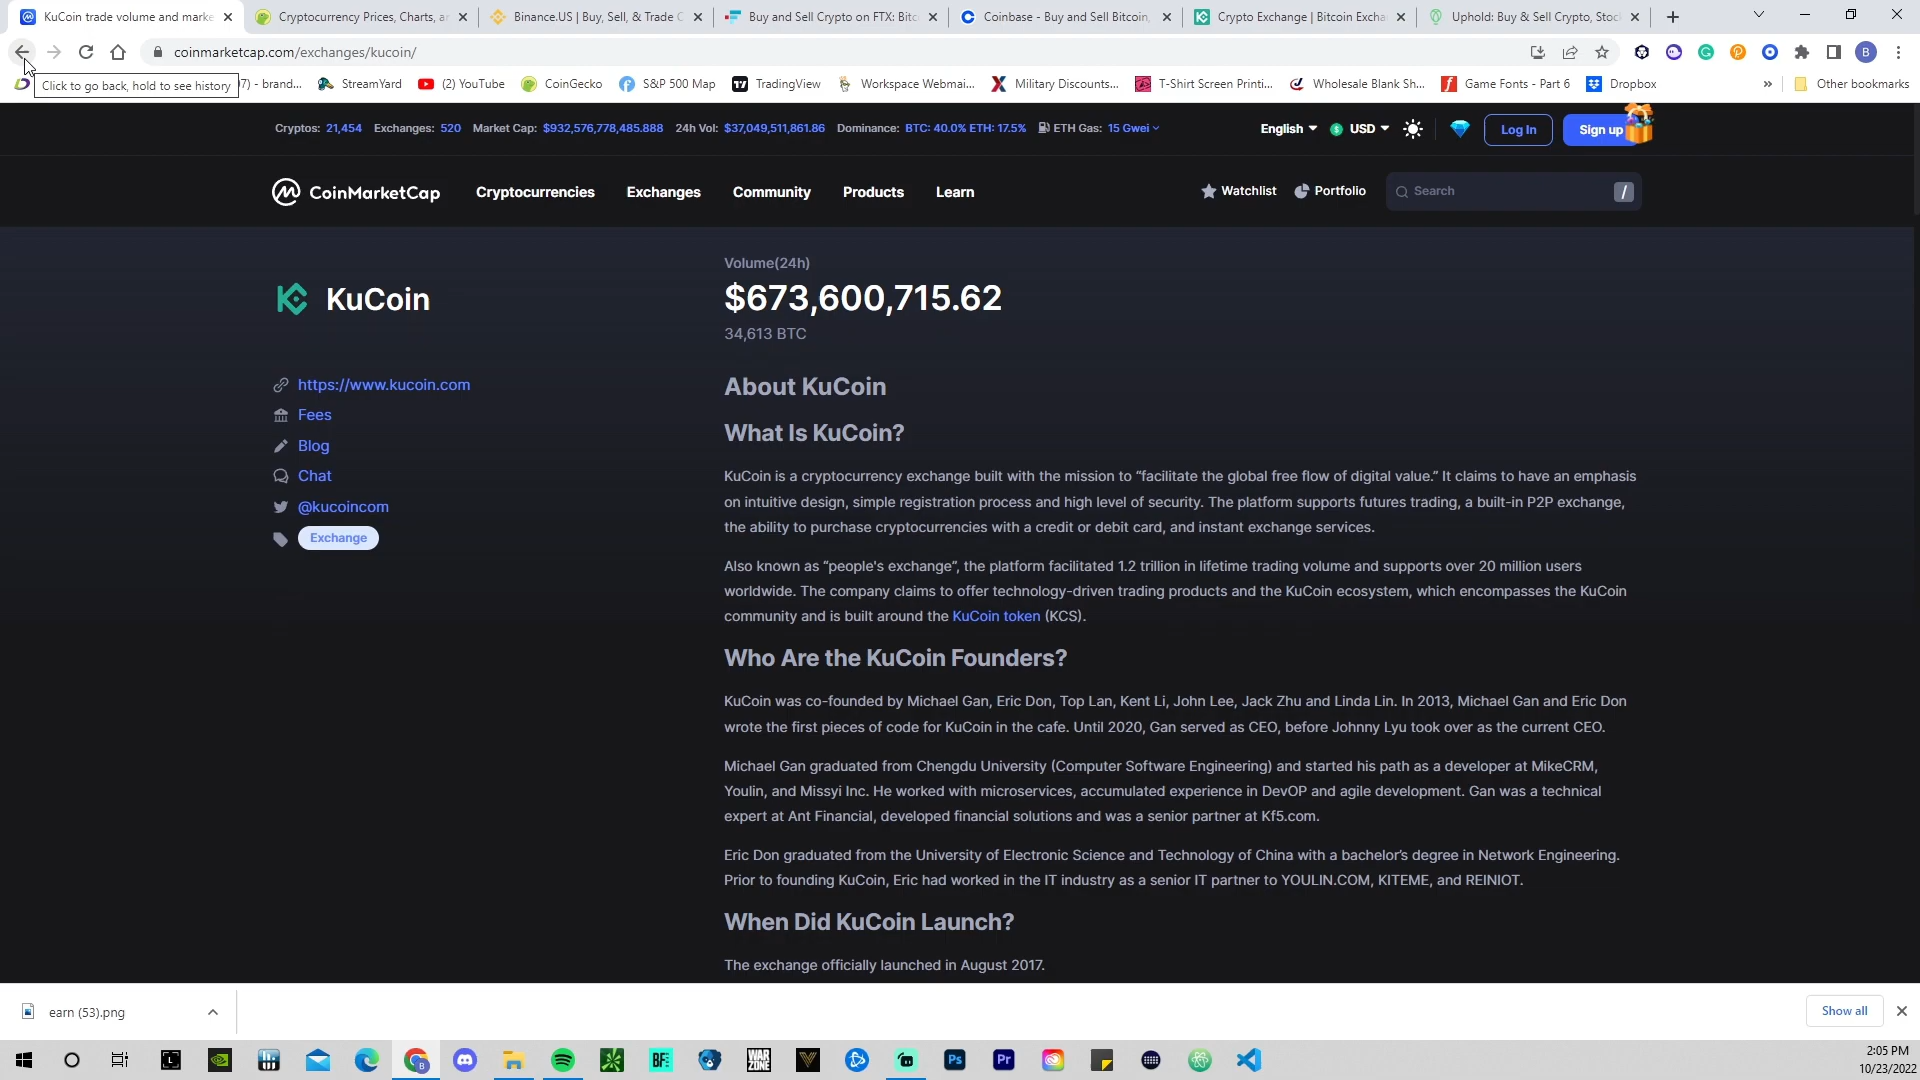 KuCoin trade volume and marke
Cryptocurrency Prices, Charts, a
Binance.US | Buy, Sell, & Trade C
Buy and Sell Crypto on FTX: Bitc
Coinbase - Buy and Sell Bitcoin,
Crypto Exchange | Bitcoin Excha
Uphold: Buy & Sell Crypto, Stoc
coinmarketcap.com/exchanges/kucoin/
B
Click to go back, hold to see history
7) - brand...
StreamYard
(2) YouTube
CoinGecko
S&P 500 Map
TradingView
Workspace Webmai...
Military Discounts...
T-Shirt Screen Printi...
Wholesale Blank Sh...
Game Fonts - Part 6
Dropbox
»
Other bookmarks
Cryptos: 21,454 Exchanges: 520 Market Cap: $932,576,778,485.888 24h Vol: $37,049,511,861.86 Dominance: BTC: 40.0% ETH: 17.5% ETH Gas: 15 Gwei
English
USD
Log In
Sign up
CoinMarketCap
Cryptocurrencies
Exchanges
Community
Products
Learn
Watchlist
Portfolio
Search
/
KuCoin
https://www.kucoin.com
Fees
Blog
Chat
@kucoincom
Exchange
Volume(24h)
$673,600,715.62
34,613 BTC
About KuCoin
What Is KuCoin?
KuCoin is a cryptocurrency exchange built with the mission to “facilitate the global free flow of digital value.” It claims to have an emphasis
on intuitive design, simple registration process and high level of security. The platform supports futures trading, a built-in P2P exchange,
the ability to purchase cryptocurrencies with a credit or debit card, and instant exchange services.
Also known as “people's exchange”, the platform facilitated 1.2 trillion in lifetime trading volume and supports over 20 million users
worldwide. The company claims to offer technology-driven trading products and the KuCoin ecosystem, which encompasses the KuCoin
community and is built around the KuCoin token (KCS).
Who Are the KuCoin Founders?
KuCoin was co-founded by Michael Gan, Eric Don, Top Lan, Kent Li, John Lee, Jack Zhu and Linda Lin. In 2013, Michael Gan and Eric Don
wrote the first pieces of code for KuCoin in the cafe. Until 2020, Gan served as CEO, before Johnny Lyu took over as the current CEO.
Michael Gan graduated from Chengdu University (Computer Software Engineering) and started his path as a developer at MikeCRM,
Youlin, and Missyi Inc. He worked with microservices, accumulated experience in DevOP and agile development. Gan was a technical
expert at Ant Financial, developed financial solutions and was a senior partner at Kf5.com.
Eric Don graduated from the University of Electronic Science and Technology of China with a bachelor’s degree in Network Engineering.
Prior to founding KuCoin, Eric had worked in the IT industry as a senior IT partner to YOULIN.COM, KITEME, and REINIOT.
When Did KuCoin Launch?
The exchange officially launched in August 2017.
earn (53).png
Show all
BF
WAR
ZONE
Ps
Pr
2:05 PM
10/23/2022